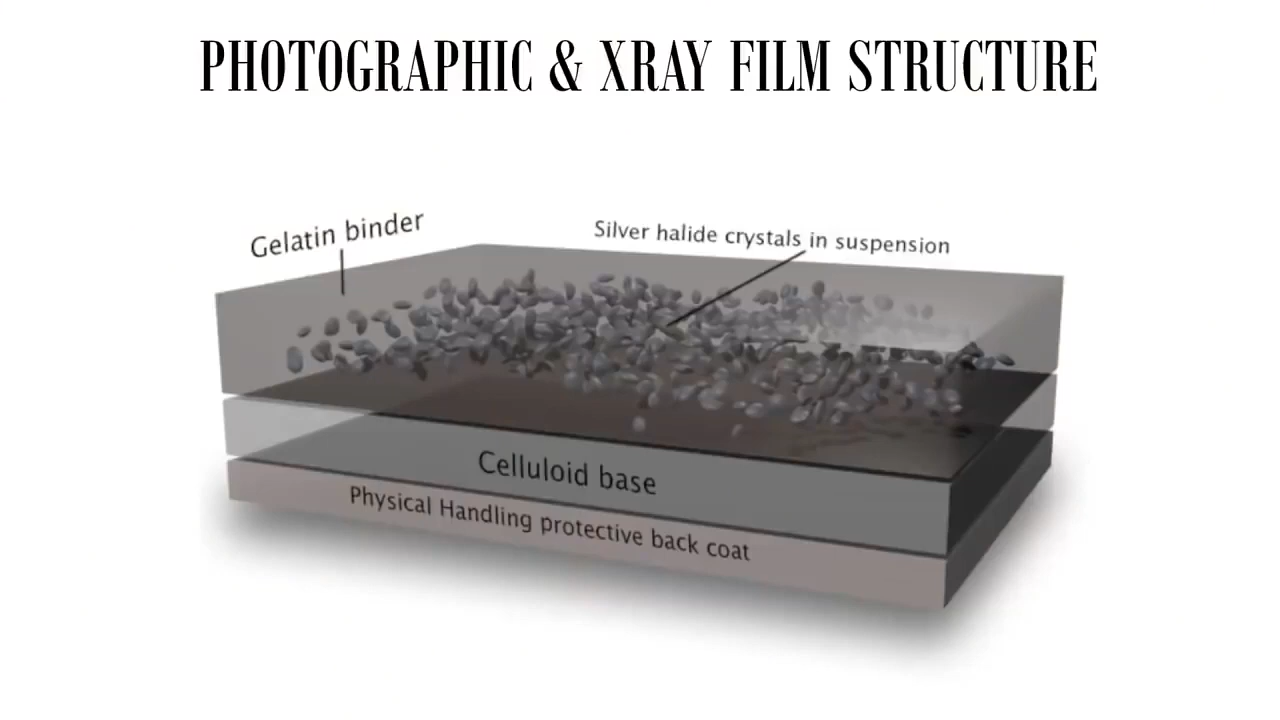 PHOTOGRAPHIC & XRAY FILM STRUCTURE
Gelatin binder
Silver halide crystals in suspension
Celluloid base
Physical Handling protective back coat